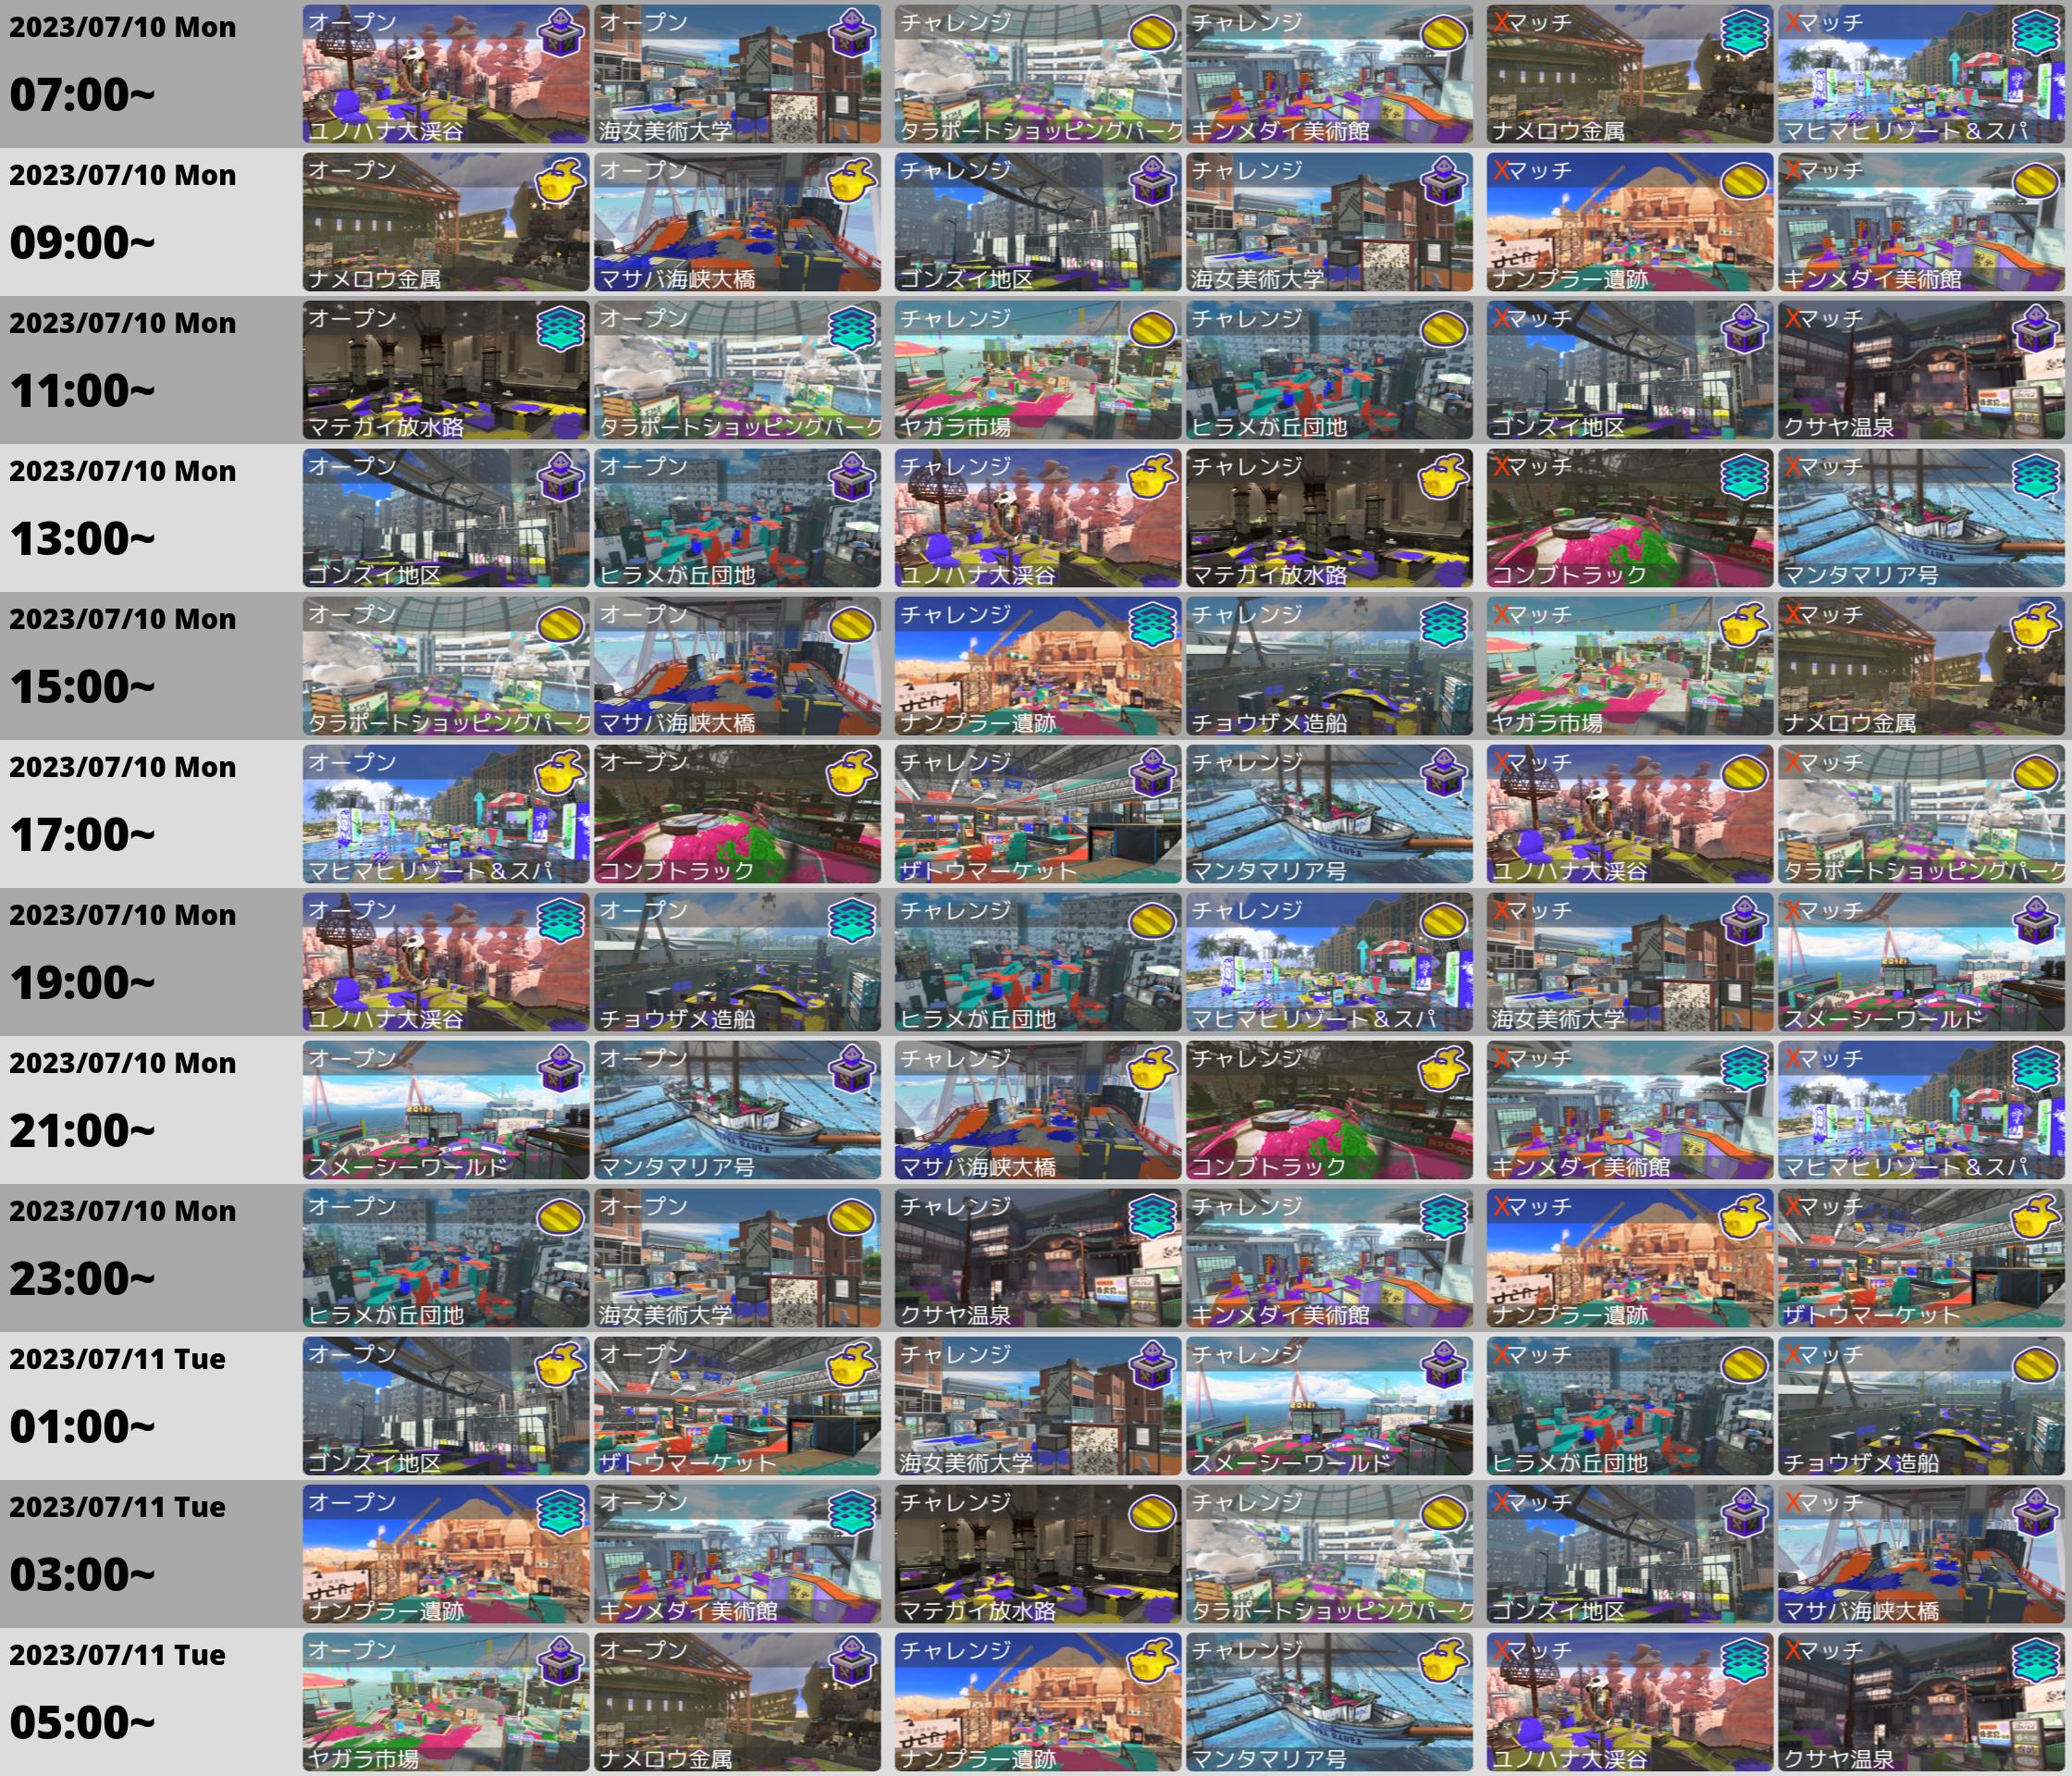 2023/07/10 Mon
07:00~
オープン オープン チャレンジ チャレンジ Xマッチ Xマッチ
ユノハナ大渓谷 海女美術大学 タラポートショッピングパーク キンメダイ美術館 ナメロウ金属 マヒマヒリゾート＆スパ
2023/07/10 Mon
09:00~
オープン オープン チャレンジ チャレンジ Xマッチ Xマッチ
ナメロウ金属 マサバ海峡大橋 ゴンズイ地区 海女美術大学 ナンプラー遺跡 キンメダイ美術館
2023/07/10 Mon
11:00~
オープン オープン チャレンジ チャレンジ Xマッチ Xマッチ
マテガイ放水路 タラポートショッピングパーク ヤガラ市場 ヒラメが丘団地 ゴンズイ地区 クサヤ温泉
2023/07/10 Mon
13:00~
オープン オープン チャレンジ チャレンジ Xマッチ Xマッチ
ゴンズイ地区 ヒラメが丘団地 ユノハナ大渓谷 マテガイ放水路 コンブトラック マンタマリア号
2023/07/10 Mon
15:00~
オープン オープン チャレンジ チャレンジ Xマッチ Xマッチ
タラポートショッピングパーク マサバ海峡大橋 ナンプラー遺跡 チョウザメ造船 ヤガラ市場 ナメロウ金属
2023/07/10 Mon
17:00~
オープン オープン チャレンジ チャレンジ Xマッチ Xマッチ
マヒマヒリゾート＆スパ コンブトラック ザトウマーケット マンタマリア号 ユノハナ大渓谷 タラポートショッピングパーク
2023/07/10 Mon
19:00~
オープン オープン チャレンジ チャレンジ Xマッチ Xマッチ
ユノハナ大渓谷 チョウザメ造船 ヒラメが丘団地 マヒマヒリゾート＆スパ 海女美術大学 スメーシーワールド
2023/07/10 Mon
21:00~
オープン オープン チャレンジ チャレンジ Xマッチ Xマッチ
スメーシーワールド マンタマリア号 マサバ海峡大橋 コンブトラック キンメダイ美術館 マヒマヒリゾート＆スパ
2023/07/10 Mon
23:00~
オープン オープン チャレンジ チャレンジ Xマッチ Xマッチ
ヒラメが丘団地 海女美術大学 クサヤ温泉 キンメダイ美術館 ナンプラー遺跡 ザトウマーケット
2023/07/11 Tue
01:00~
オープン オープン チャレンジ チャレンジ Xマッチ Xマッチ
ゴンズイ地区 ザトウマーケット 海女美術大学 スメーシーワールド ヒラメが丘団地 チョウザメ造船
2023/07/11 Tue
03:00~
オープン オープン チャレンジ チャレンジ Xマッチ Xマッチ
ナンプラー遺跡 キンメダイ美術館 マテガイ放水路 タラポートショッピングパーク ゴンズイ地区 マサバ海峡大橋
2023/07/11 Tue
05:00~
オープン オープン チャレンジ チャレンジ Xマッチ Xマッチ
ヤガラ市場 ナメロウ金属 ナンプラー遺跡 マンタマリア号 ユノハナ大渓谷 クサヤ温泉